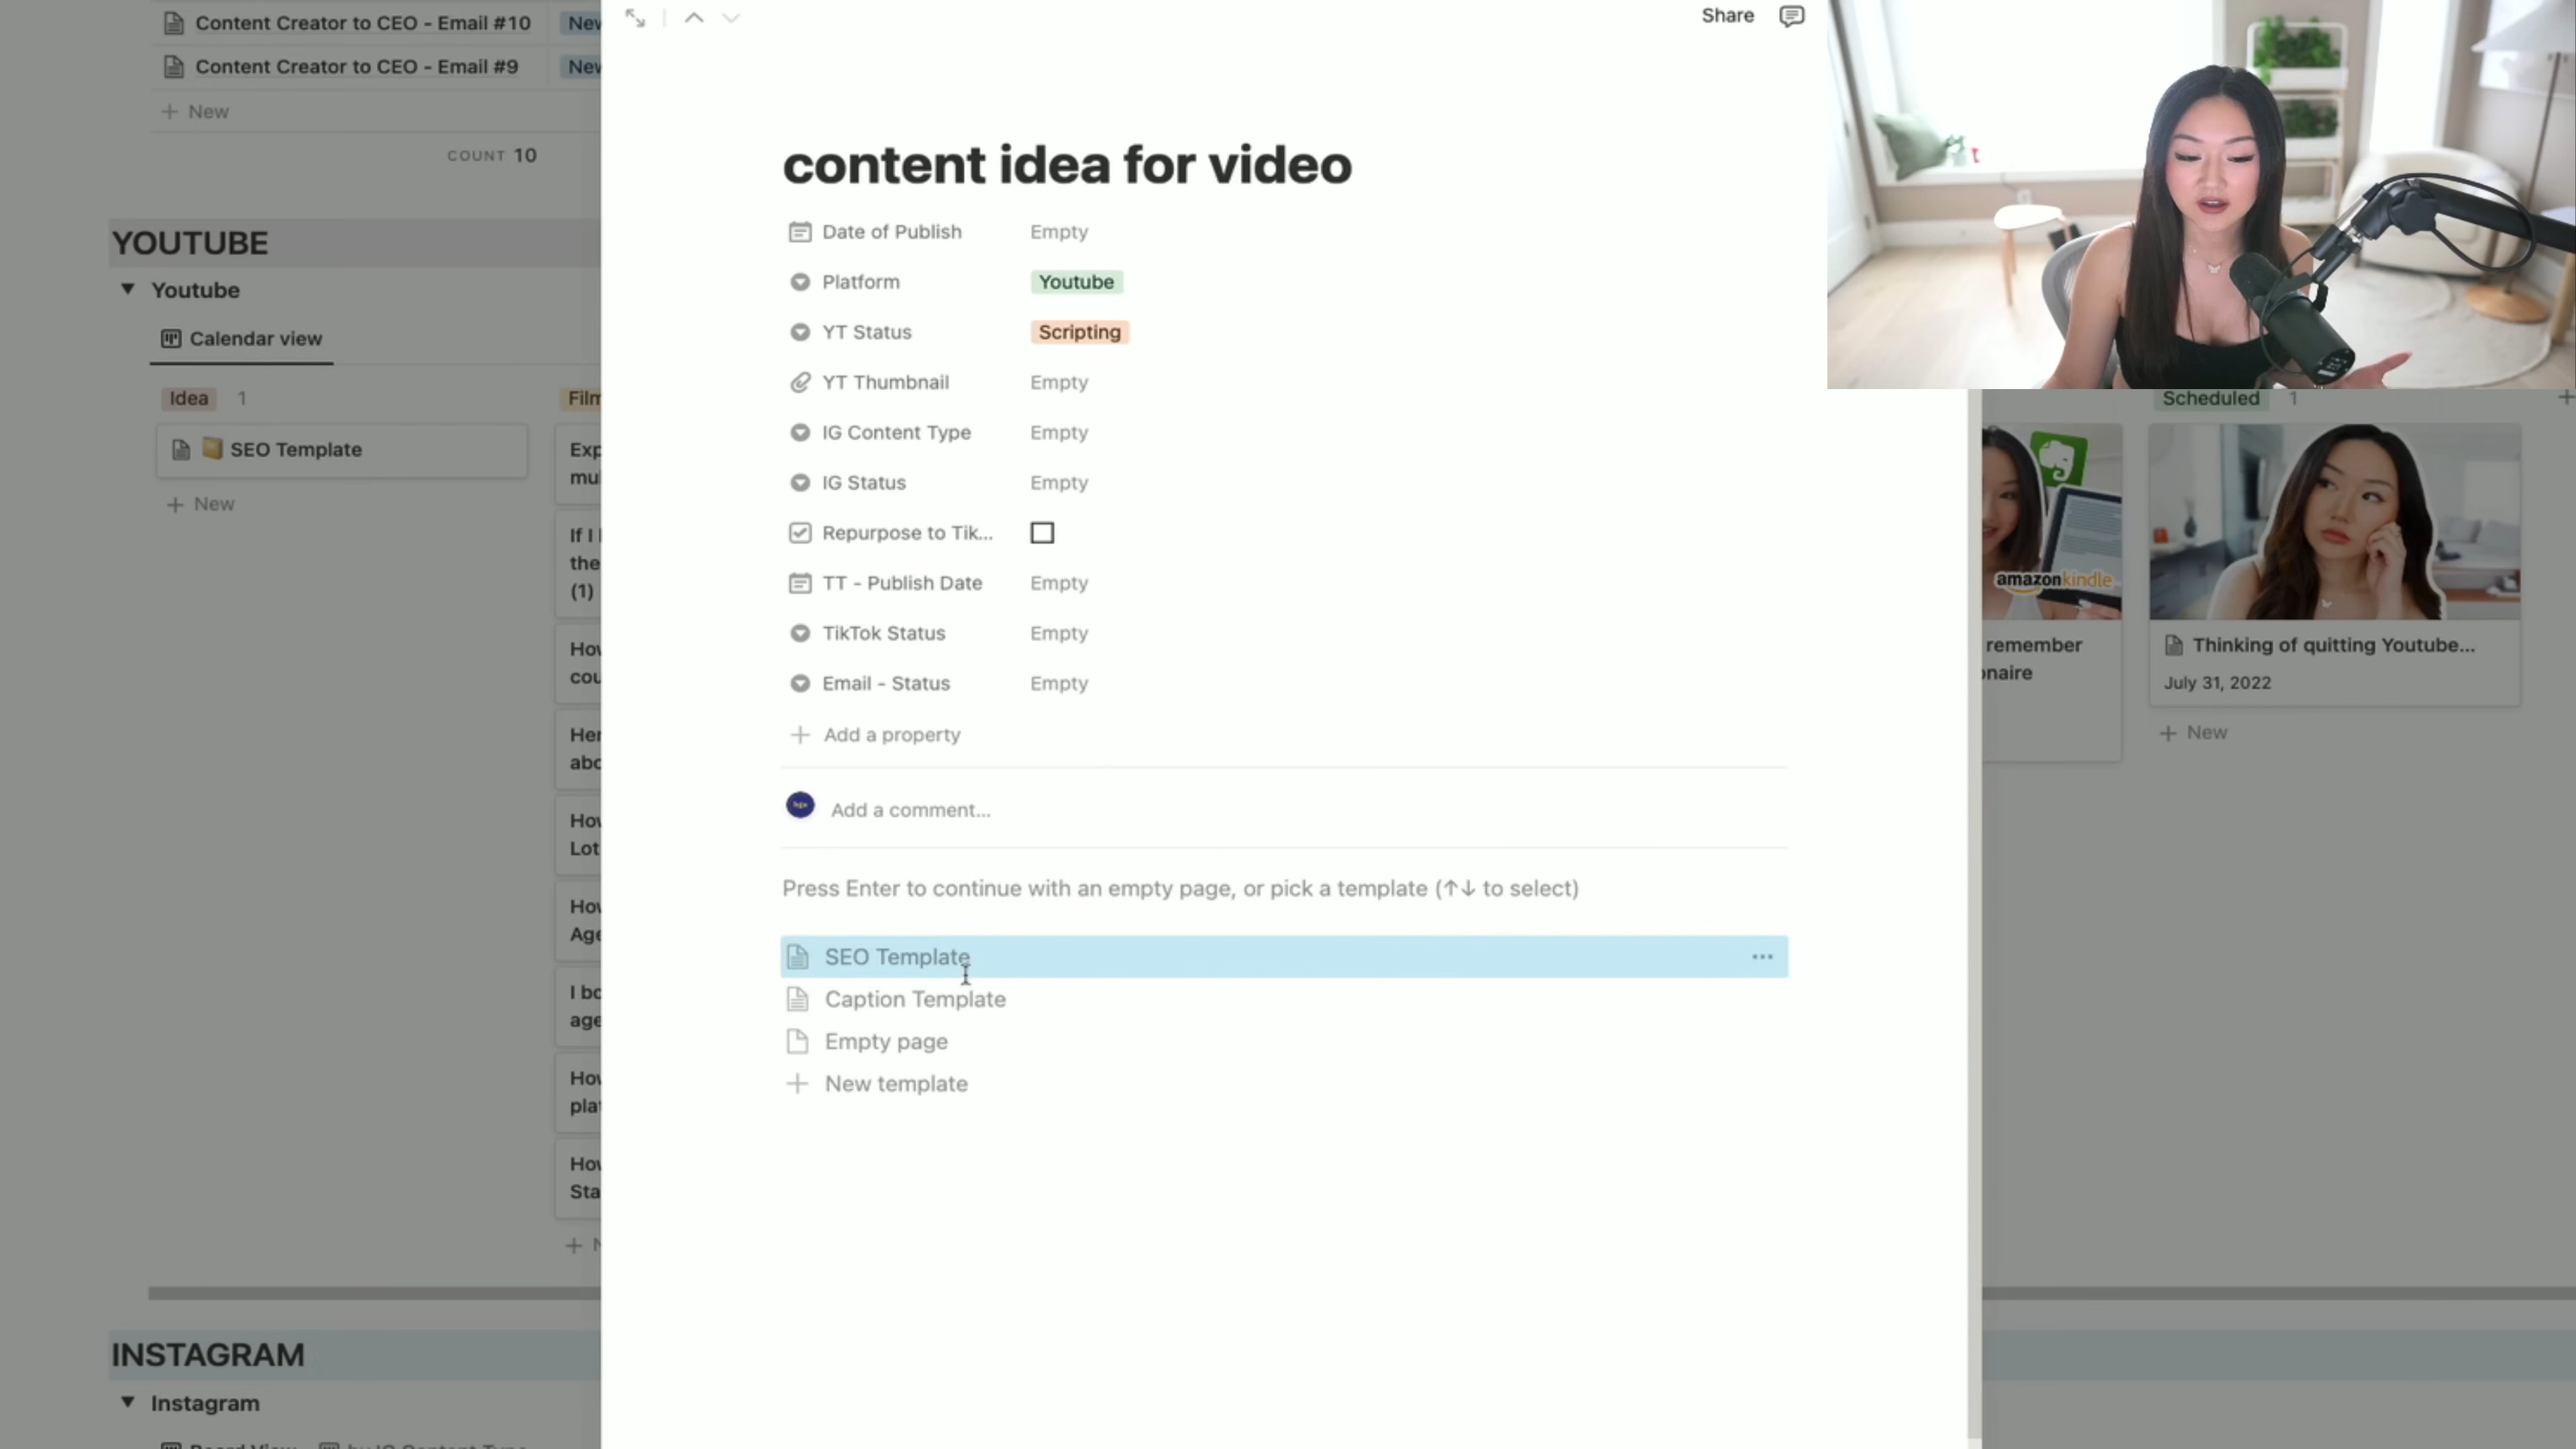 Content Creator to CEO - Email #10
Content Creator to CEO - Email #9
New
COUNT 10
YOUTUBE
Youtube
Calendar view
Idea 1
SEO Template
New
If I
the
(1)
INSTAGRAM
Instagram
Share
content idea for video
Date of Publish Empty
Platform Youtube
YT Status Scripting
YT Thumbnail Empty
IG Content Type Empty
IG Status Empty
Repurpose to Tik...
TT - Publish Date Empty
TikTok Status Empty
Email - Status Empty
Add a property
Add a comment...
Press Enter to continue with an empty page, or pick a template (↑↓ to select)
SEO Template
Caption Template
Empty page
New template
Scheduled 1
amazonkindle
remember
Thinking of quitting Youtube...
July 31, 2022
New